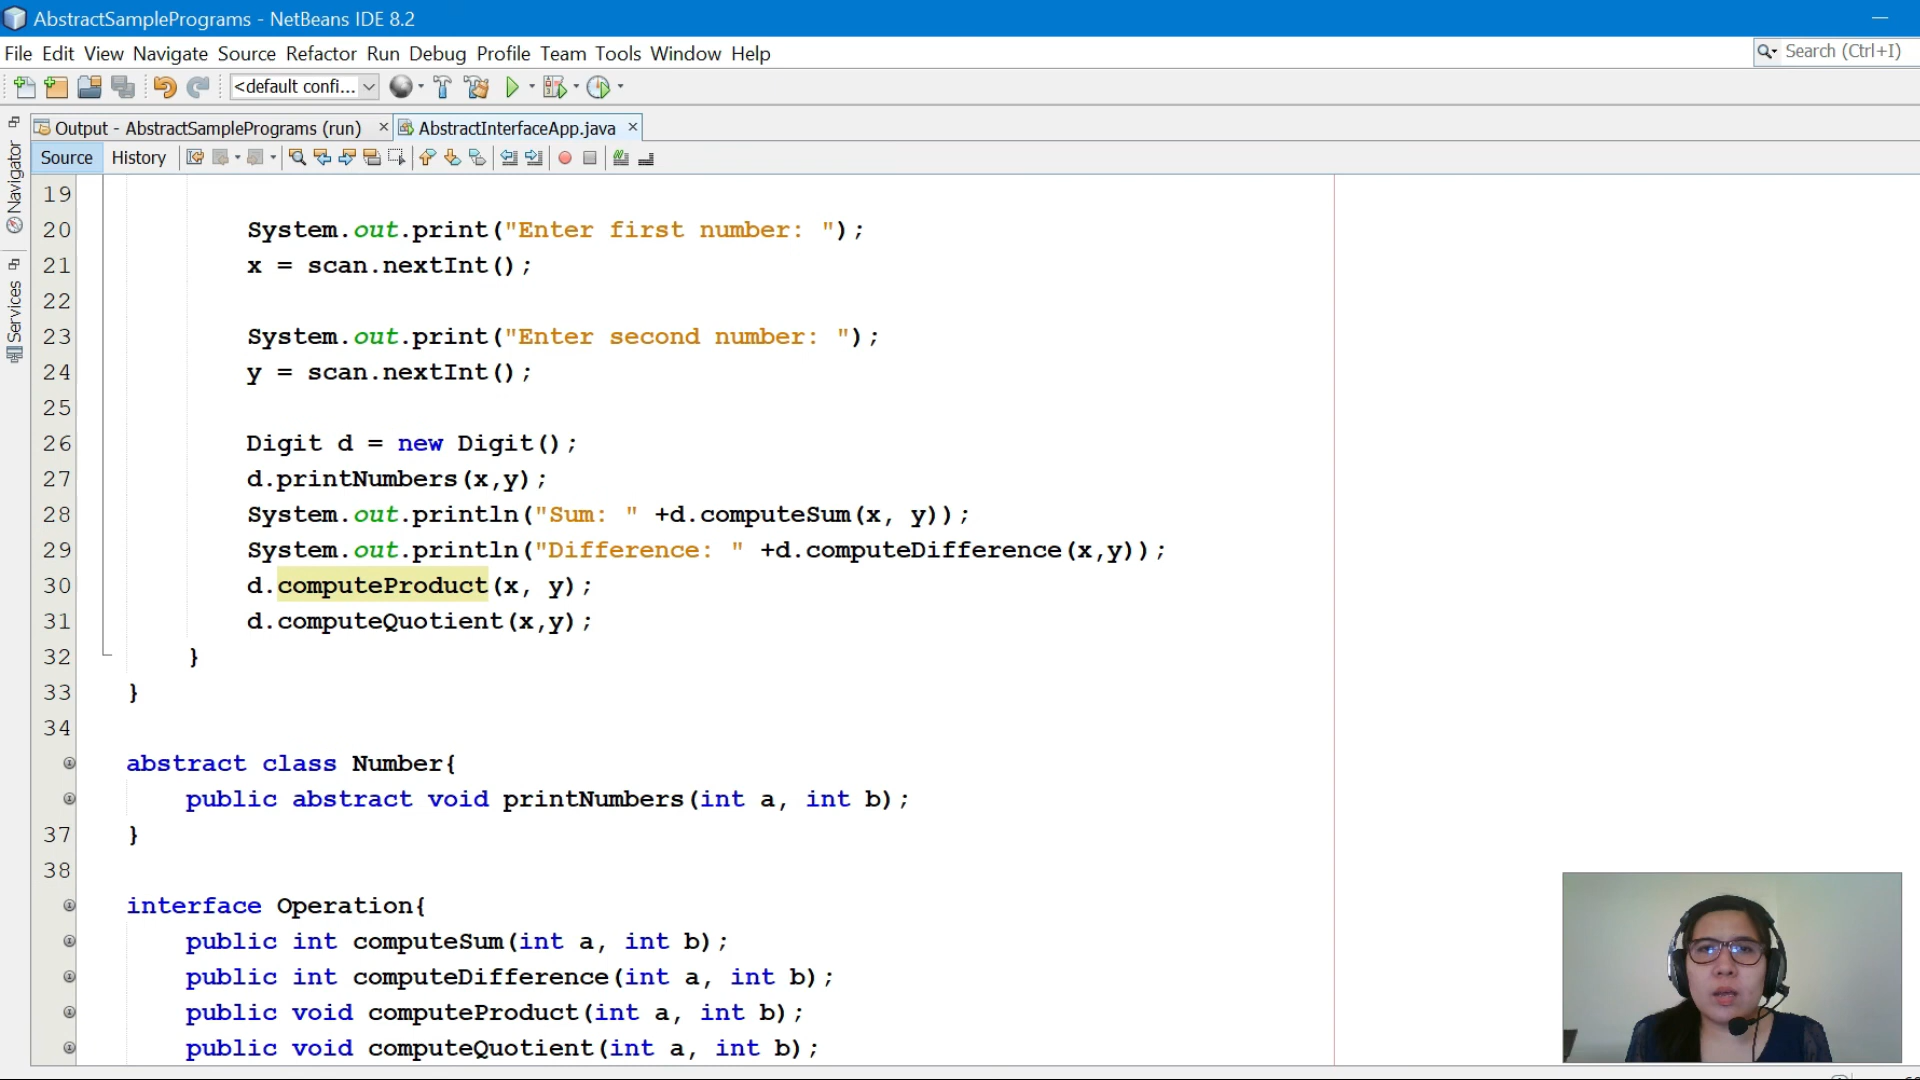 AbstractSamplePrograms - NetBeans IDE 8.2
File Edit View Navigate Source Refactor Run Debug Profile Team Tools Window Help
Search (Ctrl+I)
<default confi...
Output - AbstractSamplePrograms (run)
AbstractInterfaceApp.java
Source History
Navigator
Services
19
20 System.out.print("Enter first number: ");
21 x = scan.nextInt();
22
23 System.out.print("Enter second number: ");
24 y = scan.nextInt();
25
26 Digit d = new Digit();
27 d.printNumbers(x,y);
28 System.out.println("Sum: " +d.computeSum(x, y));
29 System.out.println("Difference: " +d.computeDifference(x,y));
30 d.computeProduct(x, y);
31 d.computeQuotient(x,y);
32 }
33 }
34
abstract class Number{
public abstract void printNumbers(int a, int b);
37 }
38
interface Operation{
public int computeSum(int a, int b);
public int computeDifference(int a, int b);
public void computeProduct(int a, int b);
public void computeQuotient(int a, int b);